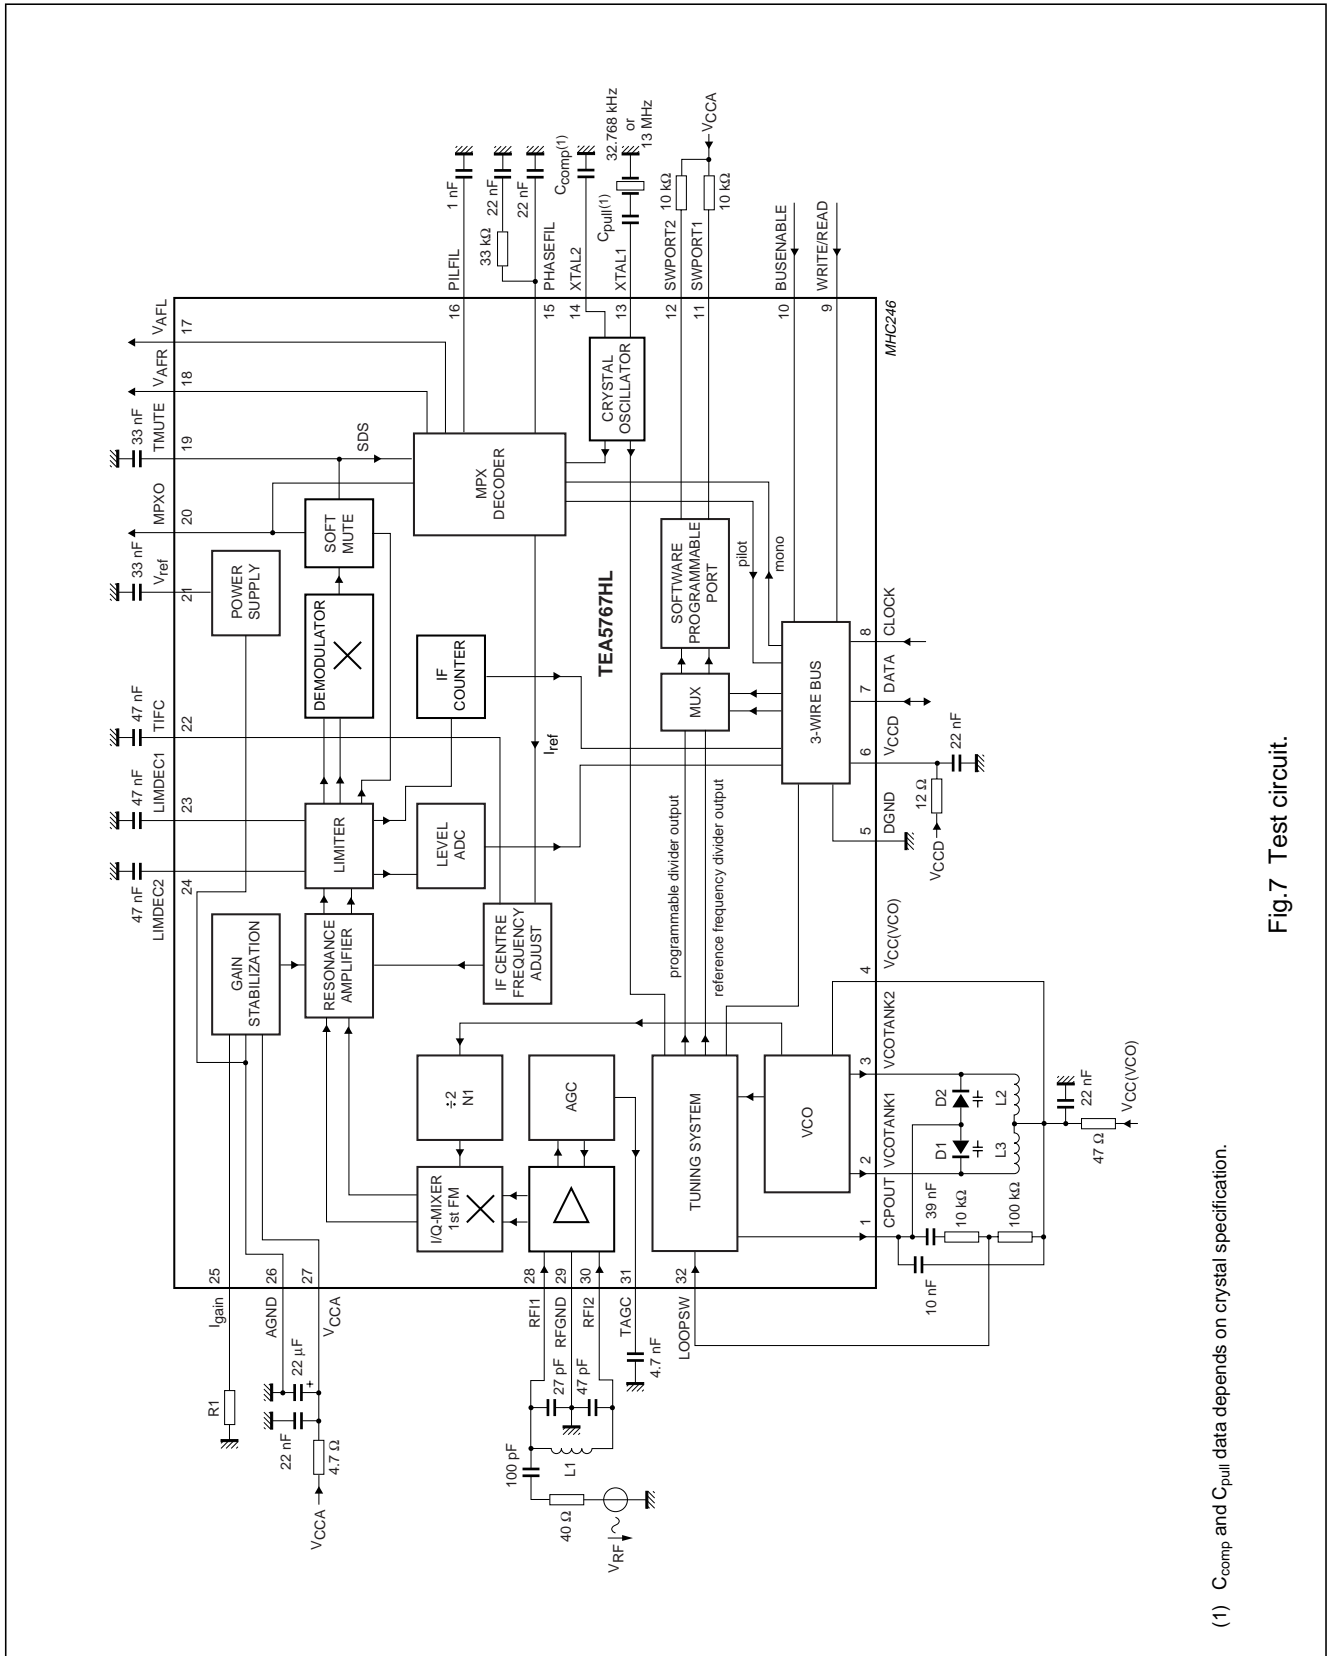 LIMDEC2
47 nF
24
LIMDEC1
47 nF
23
TIFC
47 nF
22
Vref
33 nF
21
MPXO
20
TMUTE
33 nF
19
VAFR
18
VAFL
17
Igain
25
R1
AGND
26
VCCA
27
22 μF
+
22 nF
4.7 Ω
VCCA
GAIN
STABILIZATION
POWER
SUPPLY
RESONANCE
AMPLIFIER
LIMITER
DEMODULATOR
SOFT
MUTE
SDS
MPX
DECODER
LEVEL
ADC
IF
COUNTER
IF CENTRE
FREQUENCY
ADJUST
Iref
TEA5767HL
CRYSTAL
OSCILLATOR
÷2
N1
I/Q-MIXER
1st FM
AGC
RFI1
28
RFGND
29
RFI2
30
TAGC
31
LOOPSW
32
4.7 nF
27 pF
47 pF
100 pF
L1
40 Ω
VRF
TUNING SYSTEM
VCO
programmable divider output
reference frequency divider output
MUX
SOFTWARE
PROGRAMMABLE
PORT
pilot
mono
3-WIRE BUS
PILFIL
16
1 nF
PHASEFIL
15
33 kΩ
22 nF
22 nF
XTAL2
14
Ccomp(1)
XTAL1
13
Cpull(1)
32.768 kHz
or
13 MHz
SWPORT2
12
10 kΩ
SWPORT1
11
10 kΩ
VCCA
BUSENABLE
10
WRITE/READ
9
MHC246
CPOUT
1
VCOTANK1
2
VCOTANK2
3
VCC(VCO)
4
DGND
5
VCCD
6
DATA
7
CLOCK
8
12 Ω
22 nF
VCCD
D1
D2
L3
L2
39 nF
10 kΩ
100 kΩ
10 nF
22 nF
47 Ω
VCC(VCO)
(1) Ccomp and Cpull data depends on crystal specification.
Fig.7 Test circuit.